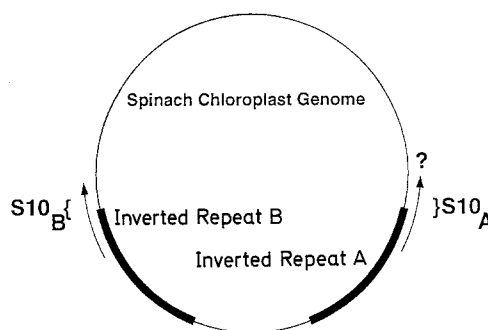 Spinach Chloroplast Genome
?
S10B{
}S10A
Inverted Repeat B
Inverted Repeat A